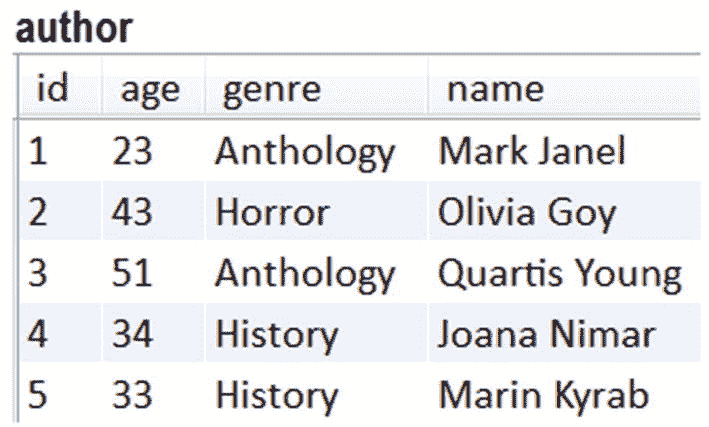 author
id age genre name
1 23 Anthology Mark Janel
2 43 Horror Olivia Goy
3 51 Anthology Quartis Young
4 34 History Joana Nimar
5 33 History Marin Kyrab